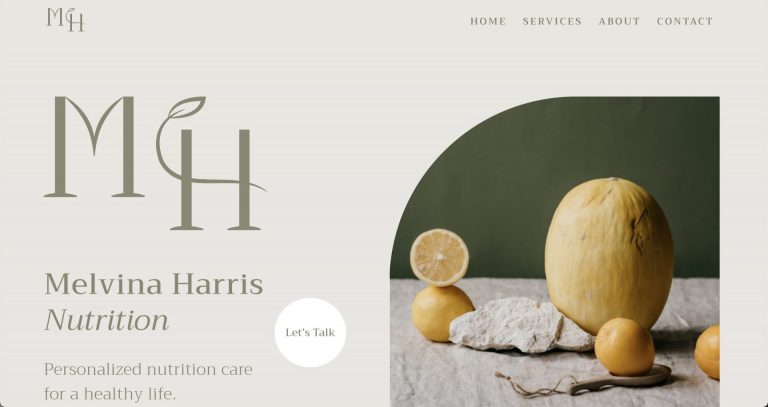 MH
HOME SERVICES ABOUT CONTACT
MH
Melvina Harris
Nutrition
Let's Talk
Personalized nutrition care
for a healthy life.